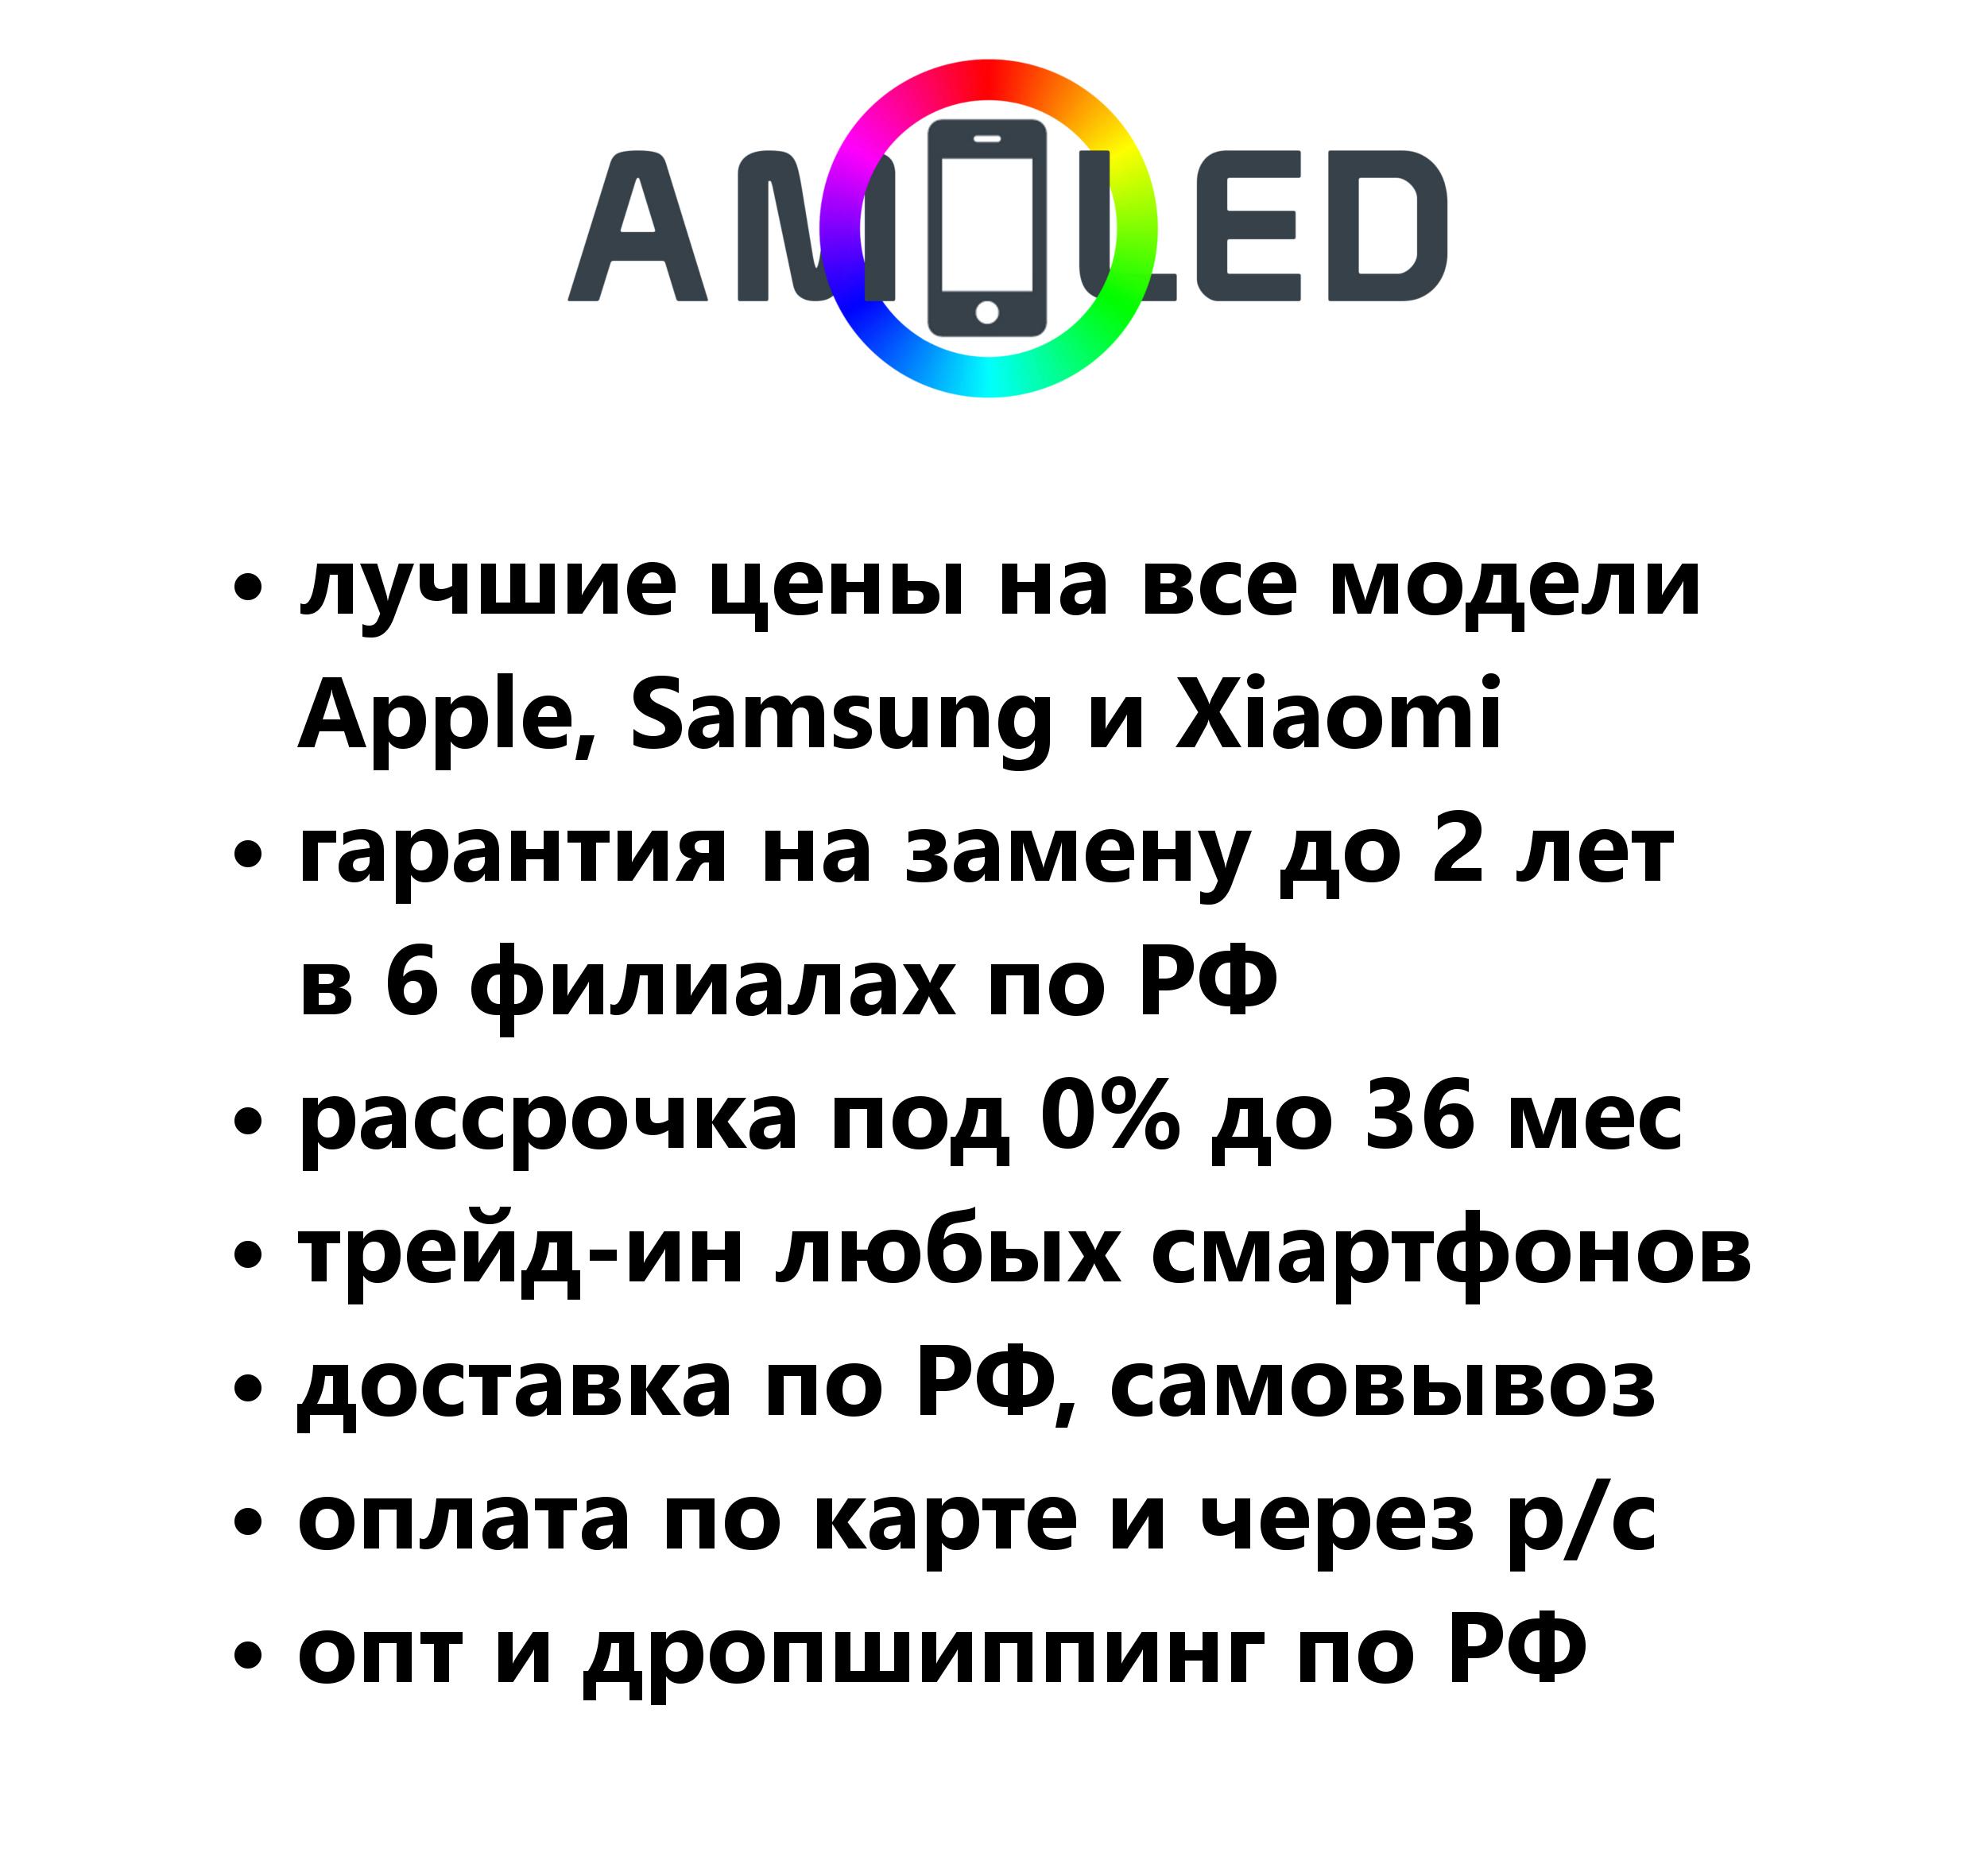 AMOLED
• лучшие цены на все модели
Apple, Samsung и Xiaomi
• гарантия на замену до 2 лет
в 6 филиалах по РФ
• рассрочка под 0% до 36 мес
• трейд-ин любых смартфонов
• доставка по РФ, самовывоз
• оплата по карте и через р/с
• опт и дропшиппинг по РФ